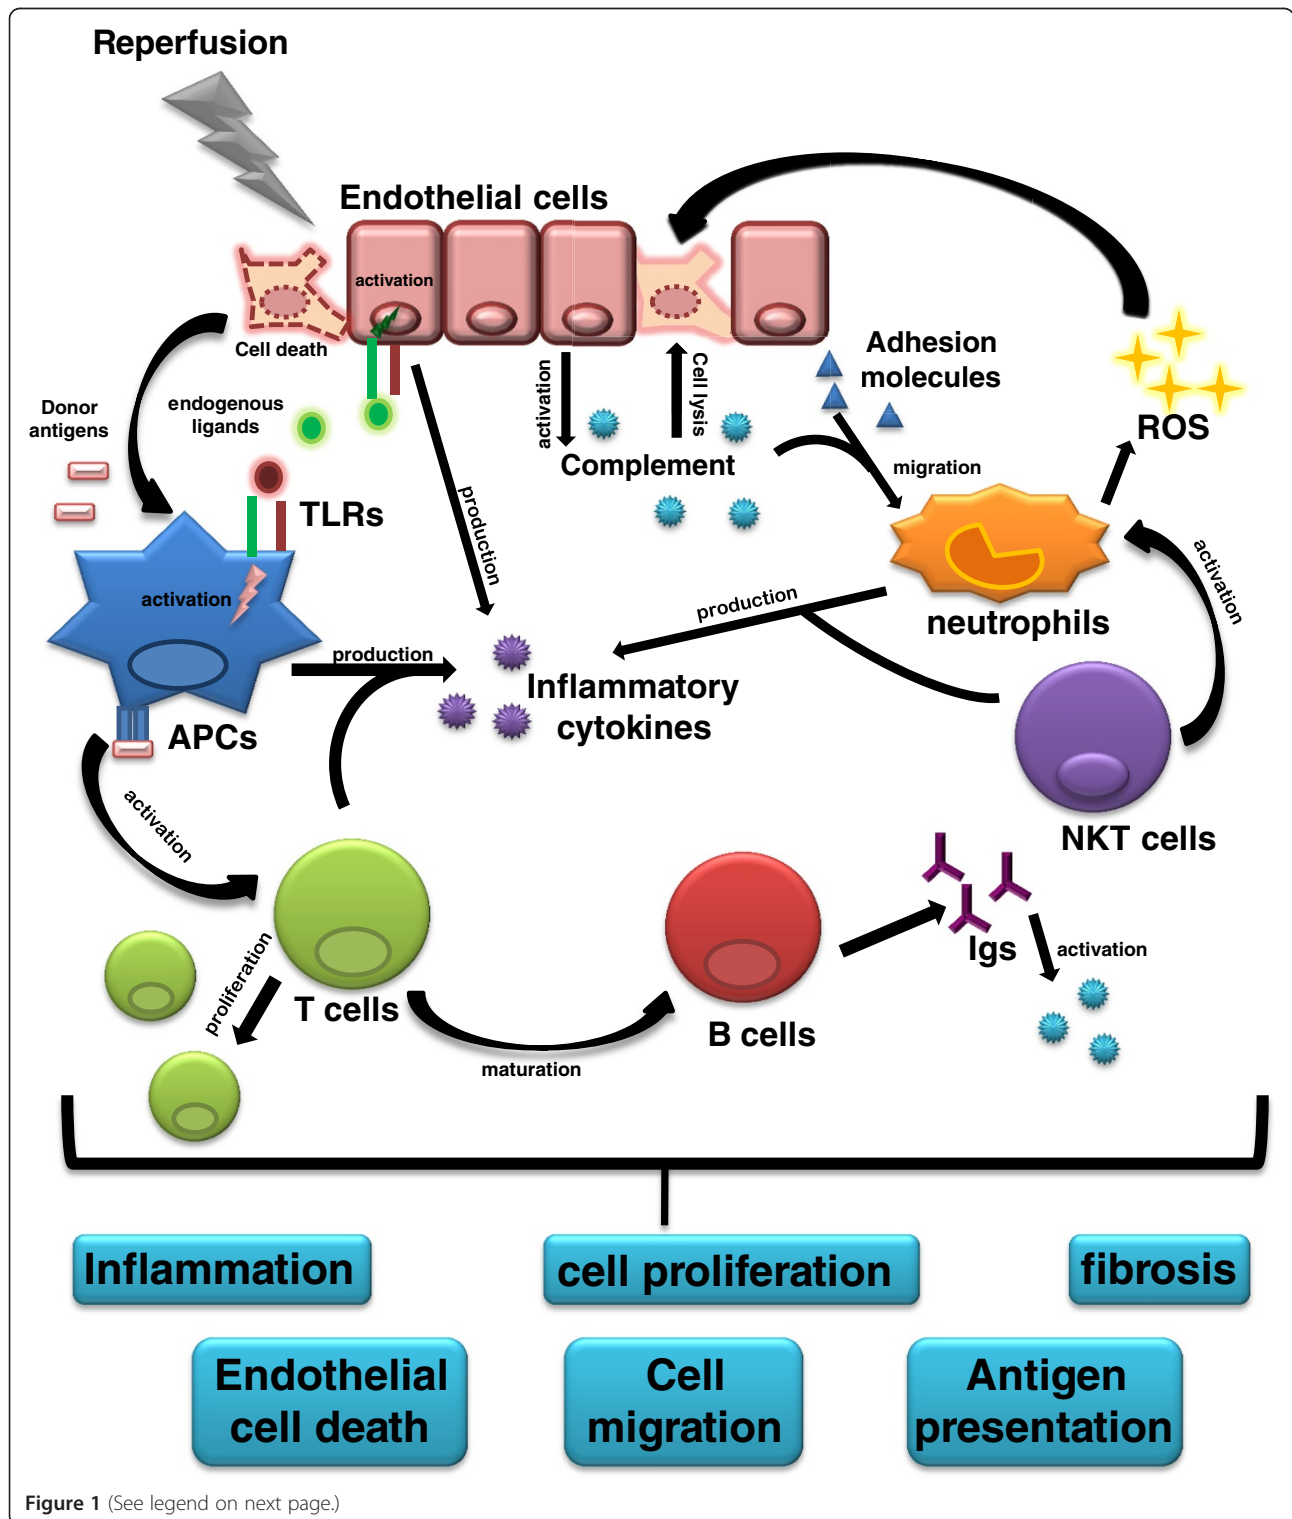 Reperfusion
Endothelial cells
activation
Cell death
Donor
antigens
endogenous
ligands
TLRs
activation
Cell lysis
Complement
Adhesion
molecules
migration
ROS
production
activation
production
neutrophils
activation
production
Inflammatory
cytokines
APCs
activation
NKT cells
proliferation
T cells
maturation
B cells
Igs
activation
Inflammation
cell proliferation
fibrosis
Endothelial
cell death
Cell
migration
Antigen
presentation
Figure 1 (See legend on next page.)